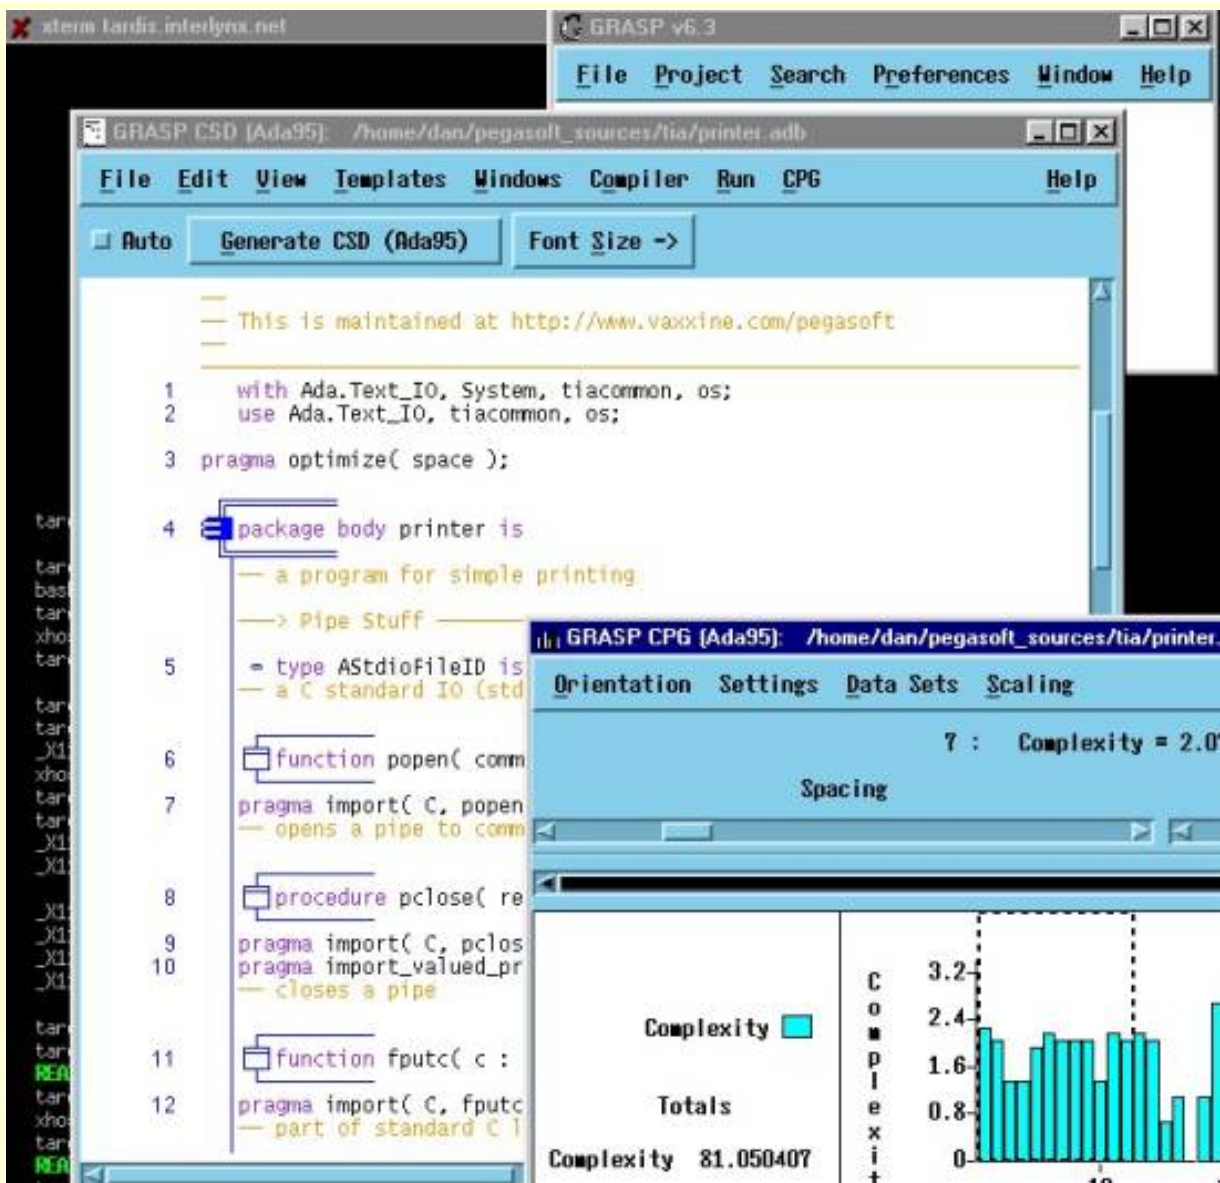 xterm tardis.interlynx.net
GRASP v6.3
File Project Search Preferences Window Help
GRASP CSD (Ada95): /home/dan/pegasoft_sources/tia/printer.adb
File Edit View Templates Windows Compiler Run CPG Help
Auto Generate CSD (Ada95) Font Size ->
This is maintained at http://www.vaxxine.com/pegasoft
1 with Ada.Text_IO, System, tiacommon, os;
2 use Ada.Text_IO, tiacommon, os;
3 pragma optimize( space );
4 package body printer is
— a program for simple printing
—> Pipe Stuff
5 type AStdioFileID is
— a C standard IO (std
6 function popen( comm
7 pragma import( C, popen
— opens a pipe to comm
8 procedure pclose( re
9 pragma import( C, pclos
10 pragma import_valued_pr
— closes a pipe
11 function fputc( c :
12 pragma import( C, fputc
— part of standard C l
GRASP CPG (Ada95): /home/dan/pegasoft_sources/tia/printer.
Orientation Settings Data Sets Scaling
7 : Complexity = 2.0
Spacing
Complexity
Totals
Complexity 81.050407
Complexit
3.2
2.4
1.6
0.8
0
10